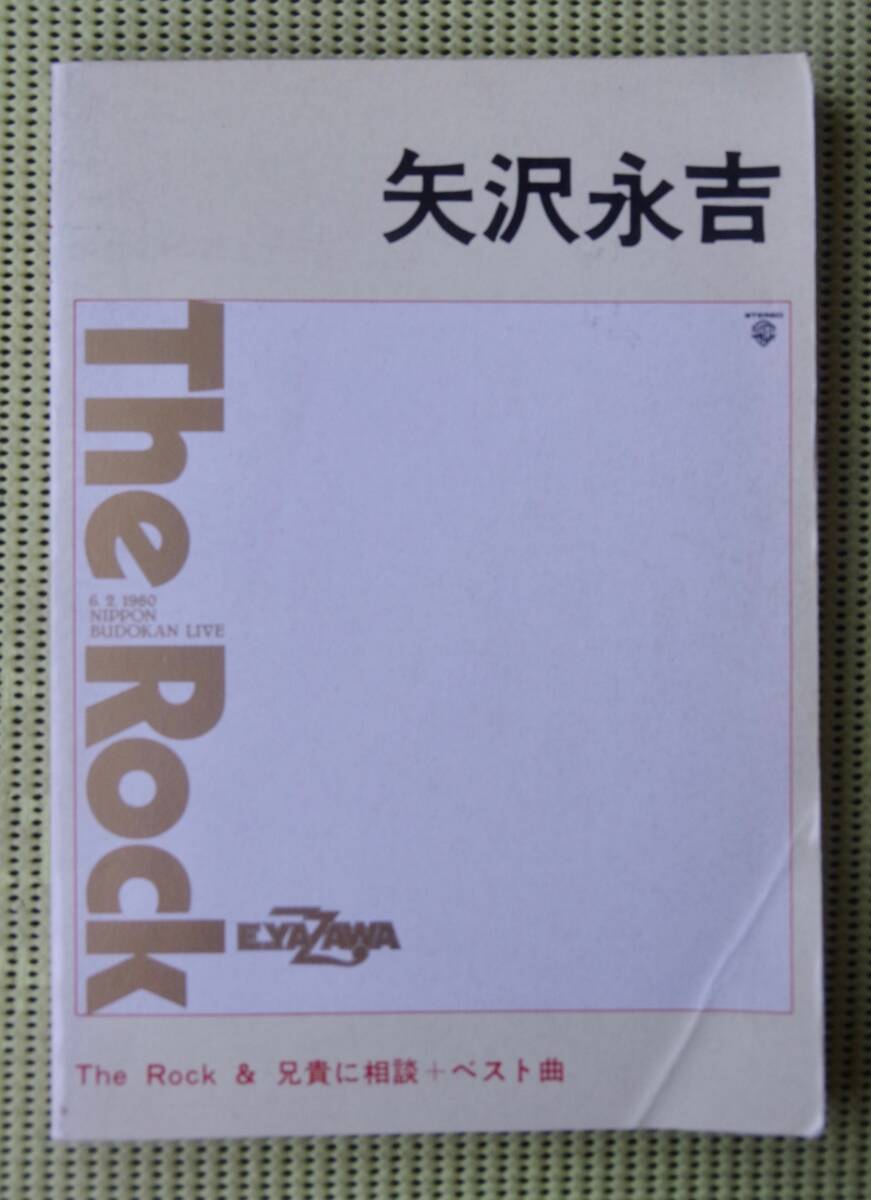 矢沢永吉
STEREO
The Rock
6. 2. 1980
NIPPON
BUDOKAN LIVE
E.YAZAWA
The Rock & 兄貴に相談+ベスト曲